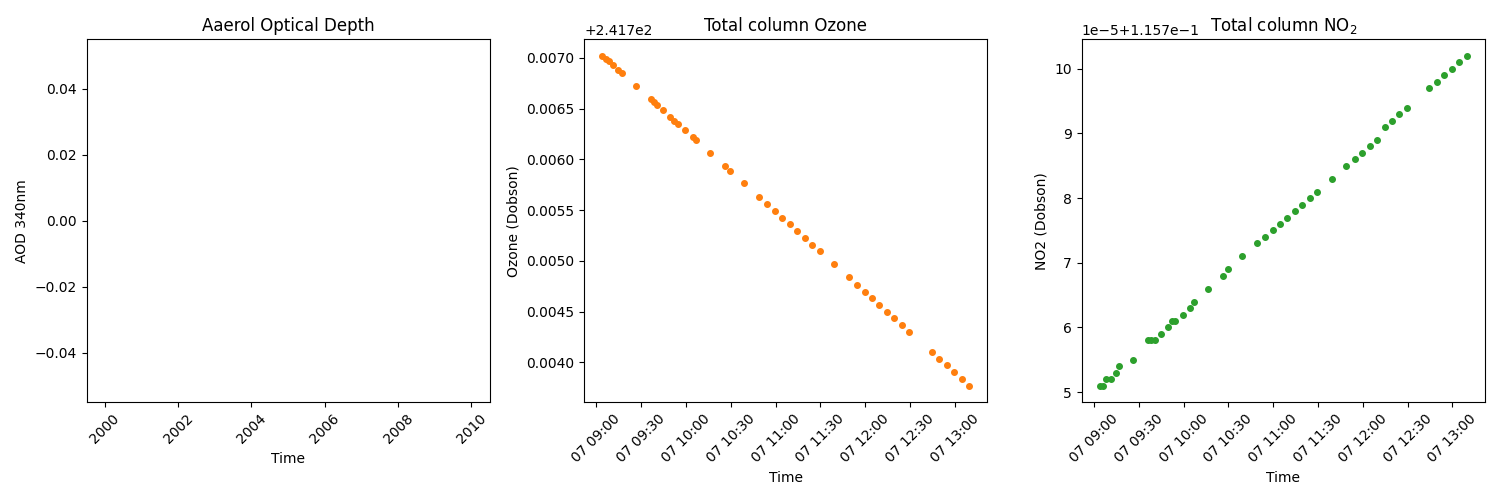 Aaerol Optical Depth
AOD 340nm
0.04
0.02
0.00
−0.02
−0.04
2000 2002 2004 2006 2008 2010
Time
Total column Ozone
+2.417e2
Ozone (Dobson)
0.0070
0.0065
0.0060
0.0055
0.0050
0.0045
0.0040
07 09:00 07 09:30 07 10:00 07 10:30 07 11:00 07 11:30 07 12:00 07 12:30 07 13:00
Time
Total column NO₂
1e−5+1.157e−1
NO2 (Dobson)
10
9
8
7
6
5
07 09:00 07 09:30 07 10:00 07 10:30 07 11:00 07 11:30 07 12:00 07 12:30 07 13:00
Time